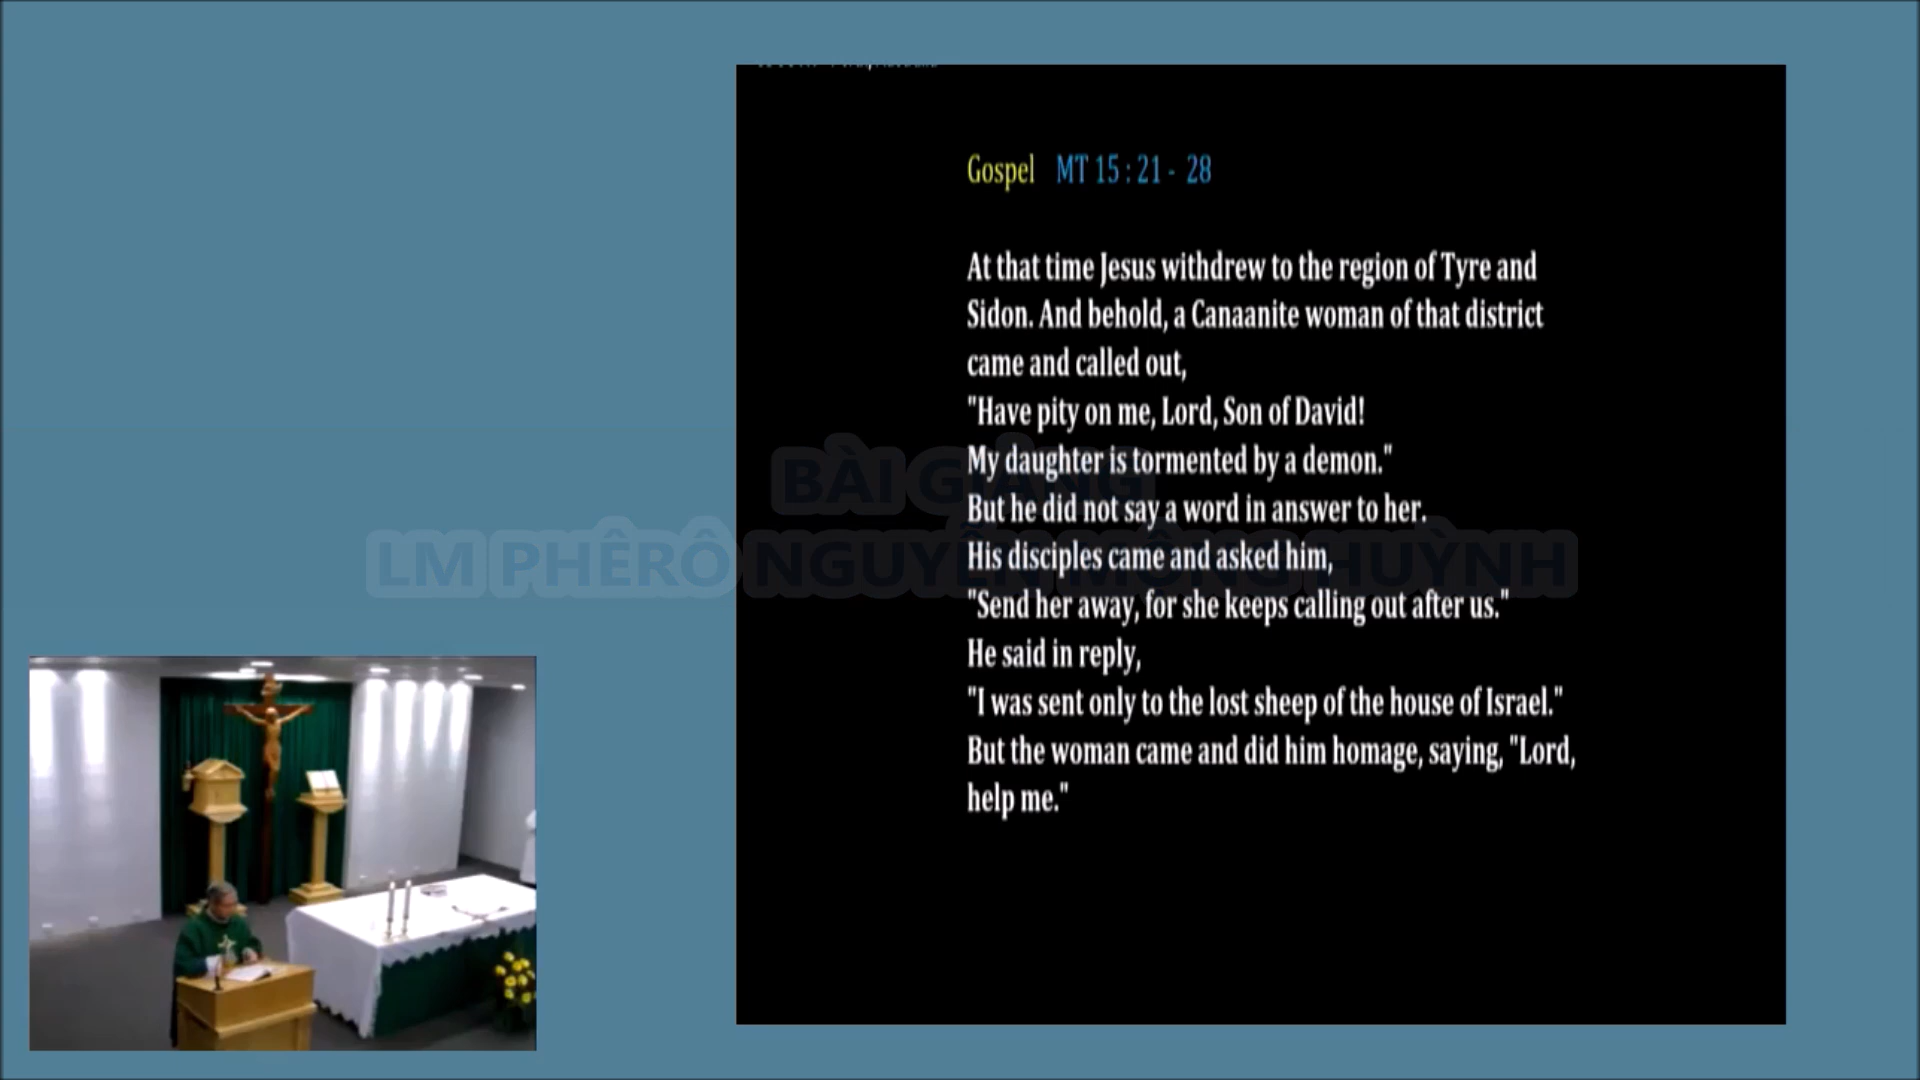 Gospel MT 15 : 21 - 28
At that time Jesus withdrew to the region of Tyre and
Sidon. And behold, a Canaanite woman of that district
came and called out,
"Have pity on me, Lord, Son of David!
My daughter is tormented by a demon."
But he did not say a word in answer to her.
His disciples came and asked him,
"Send her away, for she keeps calling out after us."
He said in reply,
"I was sent only to the lost sheep of the house of Israel."
But the woman came and did him homage, saying, "Lord,
help me."
BÀI GIẢNG
LM PHÊRÔ NGUYỄN MỘNG HUỲNH